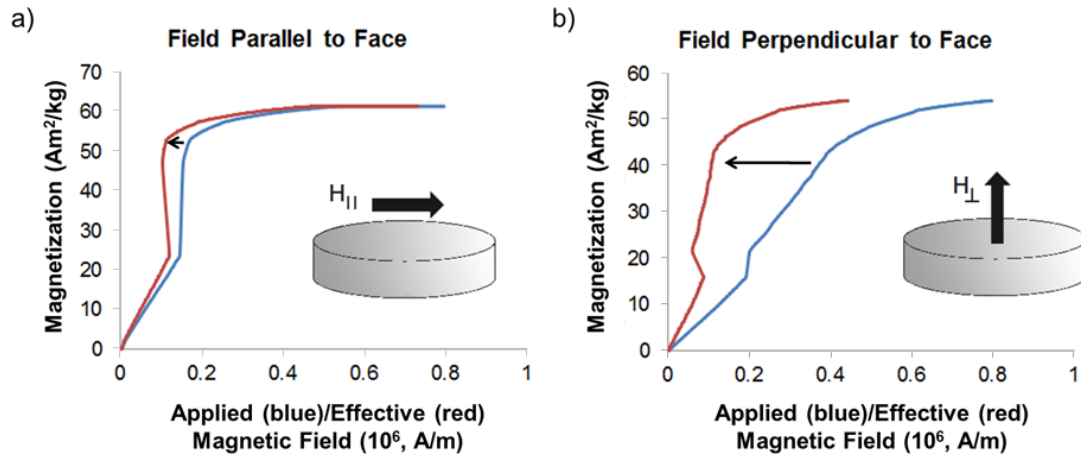 a)
Field Parallel to Face
Magnetization (Am²/kg)
70
60
50
40
30
20
10
0
0 0.2 0.4 0.6 0.8 1
H||
Applied (blue)/Effective (red)
Magnetic Field (10⁶, A/m)
b)
Field Perpendicular to Face
Magnetization (Am²/kg)
60
50
40
30
20
10
0
0 0.2 0.4 0.6 0.8 1
H⊥
Applied (blue)/Effective (red)
Magnetic Field (10⁶, A/m)